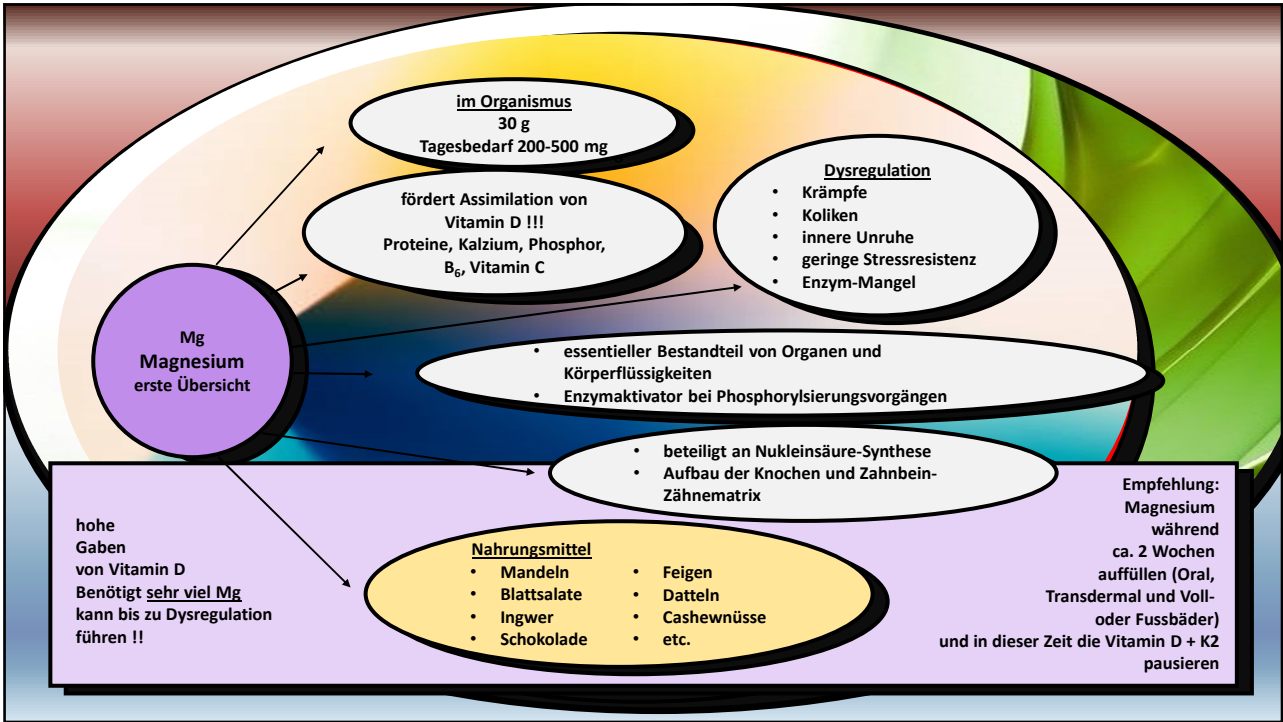 im Organismus
30 g
Tagesbedarf 200-500 mg
fördert Assimilation von
Vitamin D !!!
Proteine, Kalzium, Phosphor,
B₆, Vitamin C
Dysregulation
• Krämpfe
• Koliken
• innere Unruhe
• geringe Stressresistenz
• Enzym-Mangel
Mg
Magnesium
erste Übersicht
• essentieller Bestandteil von Organen und
Körperflüssigkeiten
• Enzymaktivator bei Phosphorylsierungsvorgängen
• beteiligt an Nukleinsäure-Synthese
• Aufbau der Knochen und Zahnbein-
Zähnematrix
hohe
Gaben
von Vitamin D
Benötigt sehr viel Mg
kann bis zu Dysregulation
führen !!
Nahrungsmittel
• Mandeln
• Blattsalate
• Ingwer
• Schokolade
• Feigen
• Datteln
• Cashewnüsse
• etc.
Empfehlung:
Magnesium
während
ca. 2 Wochen
auffüllen (Oral,
Transdermal und Voll-
oder Fussbäder)
und in dieser Zeit die Vitamin D + K2
pausieren